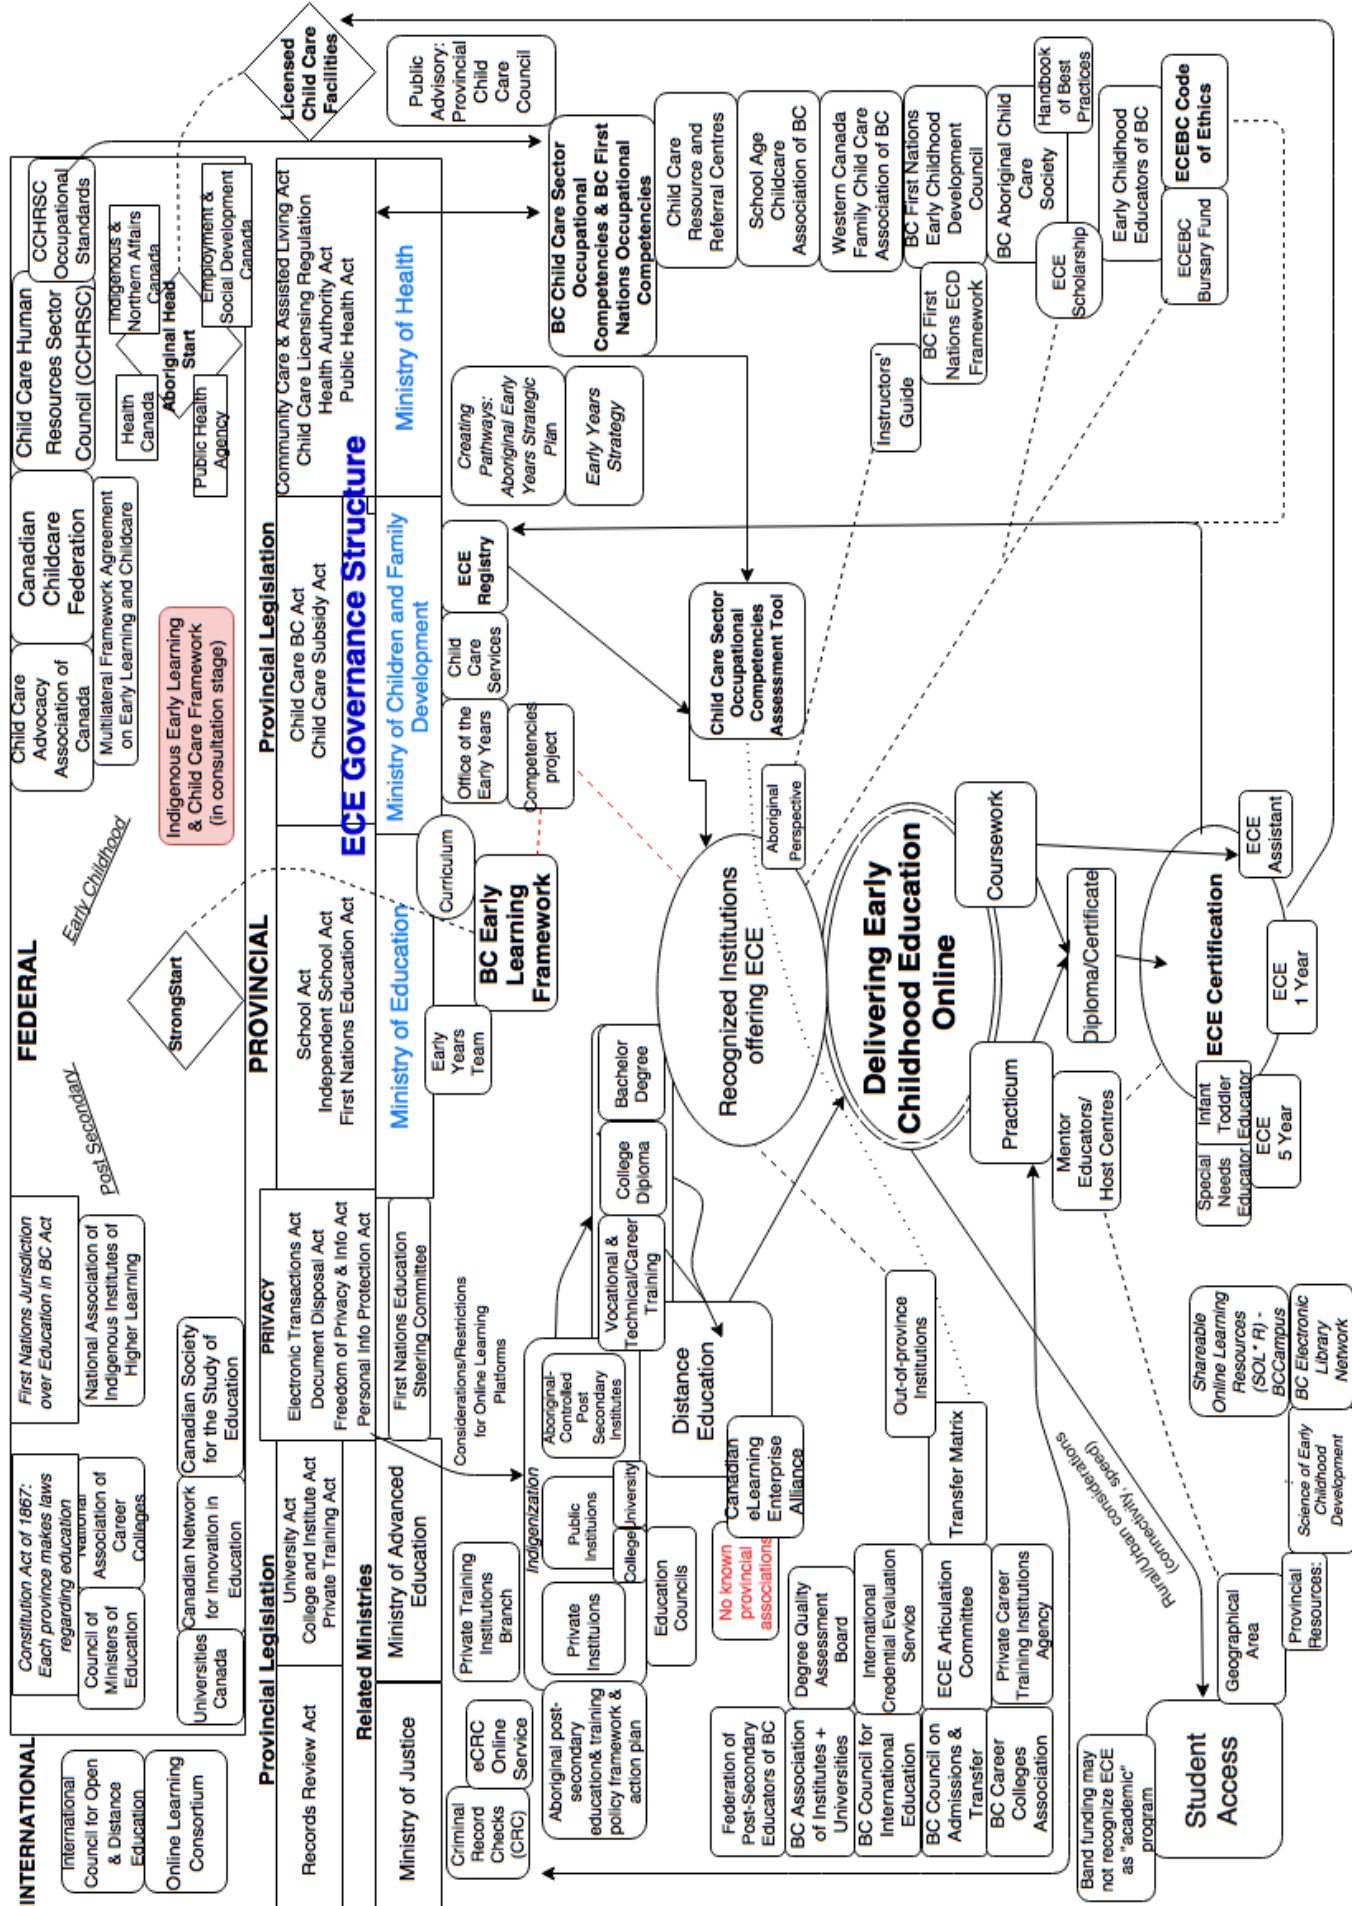 INTERNATIONAL
International
Council for Open
& Distance
Education
Online Learning
Consortium
FEDERAL
Constitution Act of 1867:
Each province makes laws
regarding education
First Nations Jurisdiction
over Education in BC Act
Council of
Ministers of
Education
National
Association of
Career
Colleges
National Association of
Indigenous Institutes of
Higher Learning
Universities
Canada
Canadian Network
for Innovation in
Education
Canadian Society
for the Study of
Education
Post Secondary
Early Childhood
StrongStart
Child Care
Advocacy
Association of
Canada
Canadian
Childcare
Federation
Child Care Human
Resources Sector
Council (CCHRSC)
CCHRSC
Occupational
Standards
Multilateral Framework Agreement
on Early Learning and Childcare
Indigenous Early Learning
& Child Care Framework
(in consultation stage)
Health
Canada
Indigenous &
Northern Affairs
Canada
Aboriginal Head
Start
Public Health
Agency
Employment &
Social Development
Canada
Licensed
Child Care
Facilities
PROVINCIAL
Provincial Legislation
Records Review Act
University Act
College and Institute Act
Private Training Act
PRIVACY
Electronic Transactions Act
Document Disposal Act
Freedom of Privacy & Info Act
Personal Info Protection Act
School Act
Independent School Act
First Nations Education Act
Provincial Legislation
Child Care BC Act
Child Care Subsidy Act
Community Care & Assisted Living Act
Child Care Licensing Regulation
Health Authority Act
Public Health Act
Related Ministries
ECE Governance Structure
Ministry of Justice
Ministry of Advanced
Education
First Nations Education
Steering Committee
Ministry of Education
Ministry of Children and Family
Development
Ministry of Health
Public
Advisory:
Provincial
Child
Care
Council
Criminal
Record
Checks
(CRC)
eCRC
Online
Service
Private Training
Institutions
Branch
Considerations/Restrictions
for Online Learning
Platforms
Early
Years
Team
Curriculum
BC Early
Learning
Framework
Office of the
Early Years
Child
Care
Services
ECE
Registry
Competencies
project
Creating
Pathways:
Aboriginal Early
Years Strategic
Plan
Early Years
Strategy
BC Child Care Sector
Occupational
Competencies & BC First
Nations Occupational
Competencies
Aboriginal post-
secondary
education& training
policy framework &
action plan
Indigenization
Private
Instituiions
Public
Instituiions
Aboriginal-
Controlled
Post
Secondary
Institutes
College
University
Education
Councils
Vocational &
Technical/Career
Training
College
Diploma
Bachelor
Degree
Distance
Education
No known
provincial
associations
Canadian
eLearning
Enterprise
Alliance
Recognized Institutions
offering ECE
Aboriginal
Perspective
Child Care Sector
Occupational
Competencies
Assessment Tool
Child Care
Resource and
Referral Centres
School Age
Childcare
Association of BC
Western Canada
Family Child Care
Association of BC
BC First Nations
Early Childhood
Development
Council
BC First
Nations ECD
Framework
Instructors'
Guide
BC Aboriginal Child
Care
Society
Handbook
of Best
Practices
ECE
Scholarship
Early Childhood
Educators of BC
ECEBC
Bursary Fund
ECEBC Code
of Ethics
Federation of
Post-Secondary
Educators of BC
BC Association
of Institutes +
Universities
Degree Quality
Assessment
Board
BC Council for
International
Education
International
Credential Evaluation
Service
BC Council on
Admissions &
Transfer
ECE Articulation
Committee
Transfer Matrix
BC Career
Colleges
Association
Private Career
Training Institutions
Agency
Out-of-province
Institutions
Delivering Early
Childhood Education
Online
Practicum
Coursework
Mentor
Educators/
Host Centres
Diploma/Certificate
ECE Certification
Special
Needs
Educator
Infant
Toddler
Educator
ECE
5 Year
ECE
1 Year
ECE
Assistant
Rural/Urban considerations
(connectivity, speed)
Band funding may
not recognize ECE
as "academic"
program
Student
Access
Geographical
Area
Provincial
Resources:
Shareable
Online Learning
Resources
(SOL* R) -
BCCampus
Science of Early
Childhood
Development
BC Electronic
Library
Network